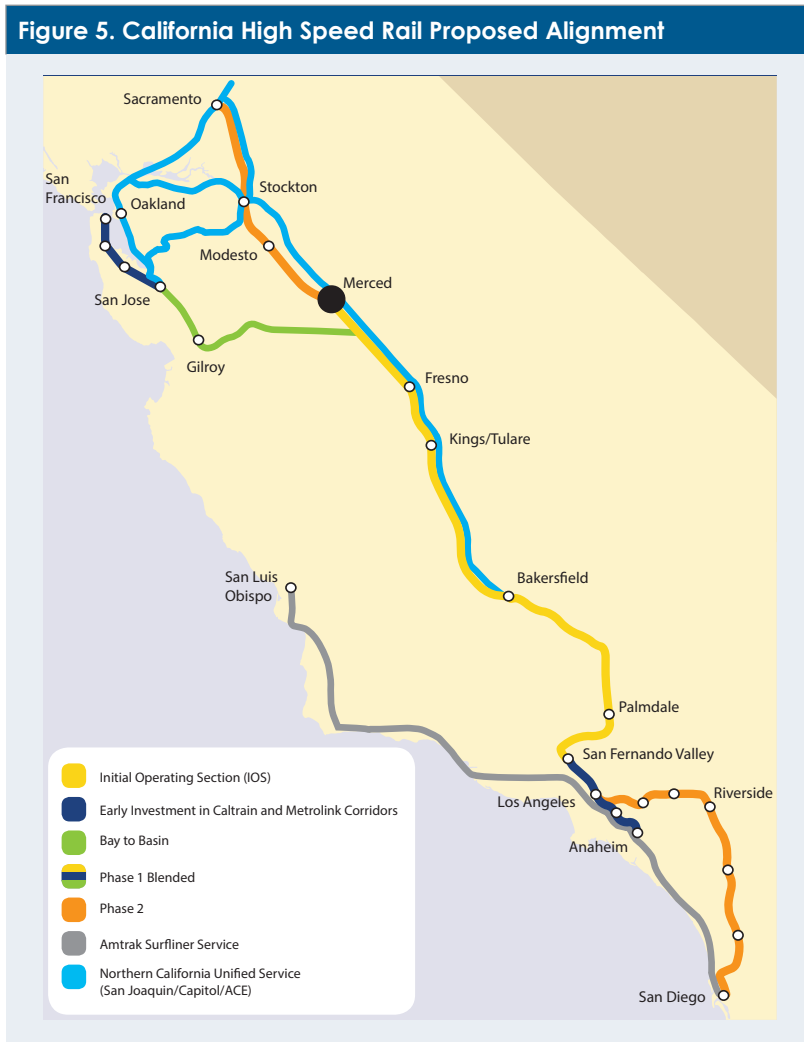 Figure 5. California High Speed Rail Proposed Alignment
Sacramento
San
Francisco
Oakland
Stockton
Modesto
Merced
San Jose
Gilroy
Fresno
Kings/Tulare
San Luis
Obispo
Bakersfield
Palmdale
San Fernando Valley
Los Angeles
Riverside
Anaheim
San Diego
Initial Operating Section (IOS)
Early Investment in Caltrain and Metrolink Corridors
Bay to Basin
Phase 1 Blended
Phase 2
Amtrak Surfliner Service
Northern California Unified Service
(San Joaquin/Capitol/ACE)